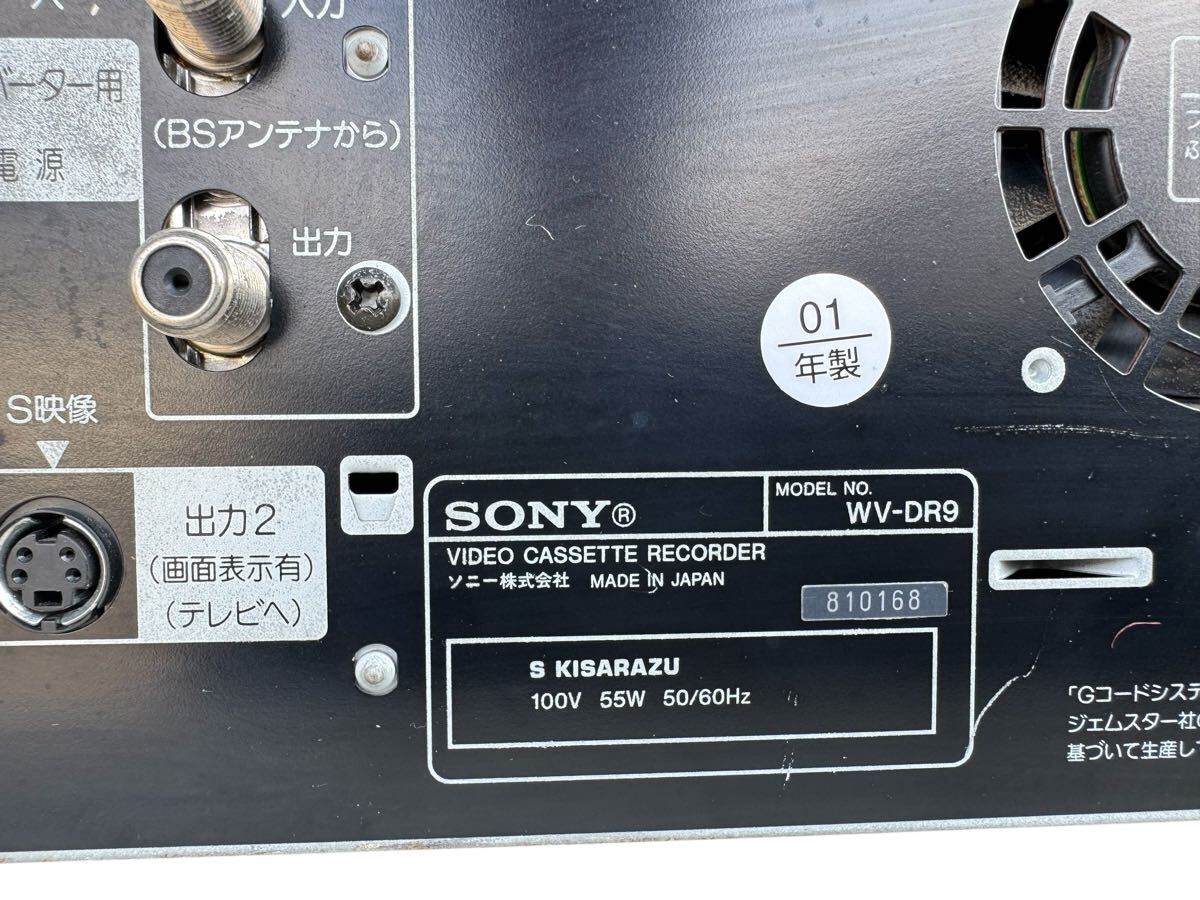 入力
バーター用
電源
(BSアンテナから)
出力
01
年製
S映像
出力2
(画面表示有)
(テレビへ)
SONY®
MODEL NO.
WV-DR9
VIDEO CASSETTE RECORDER
ソニー株式会社 MADE IN JAPAN
810168
S KISARAZU
100V 55W 50/60Hz
「Gコードシステ
ジェムスター社
基づいて生産し